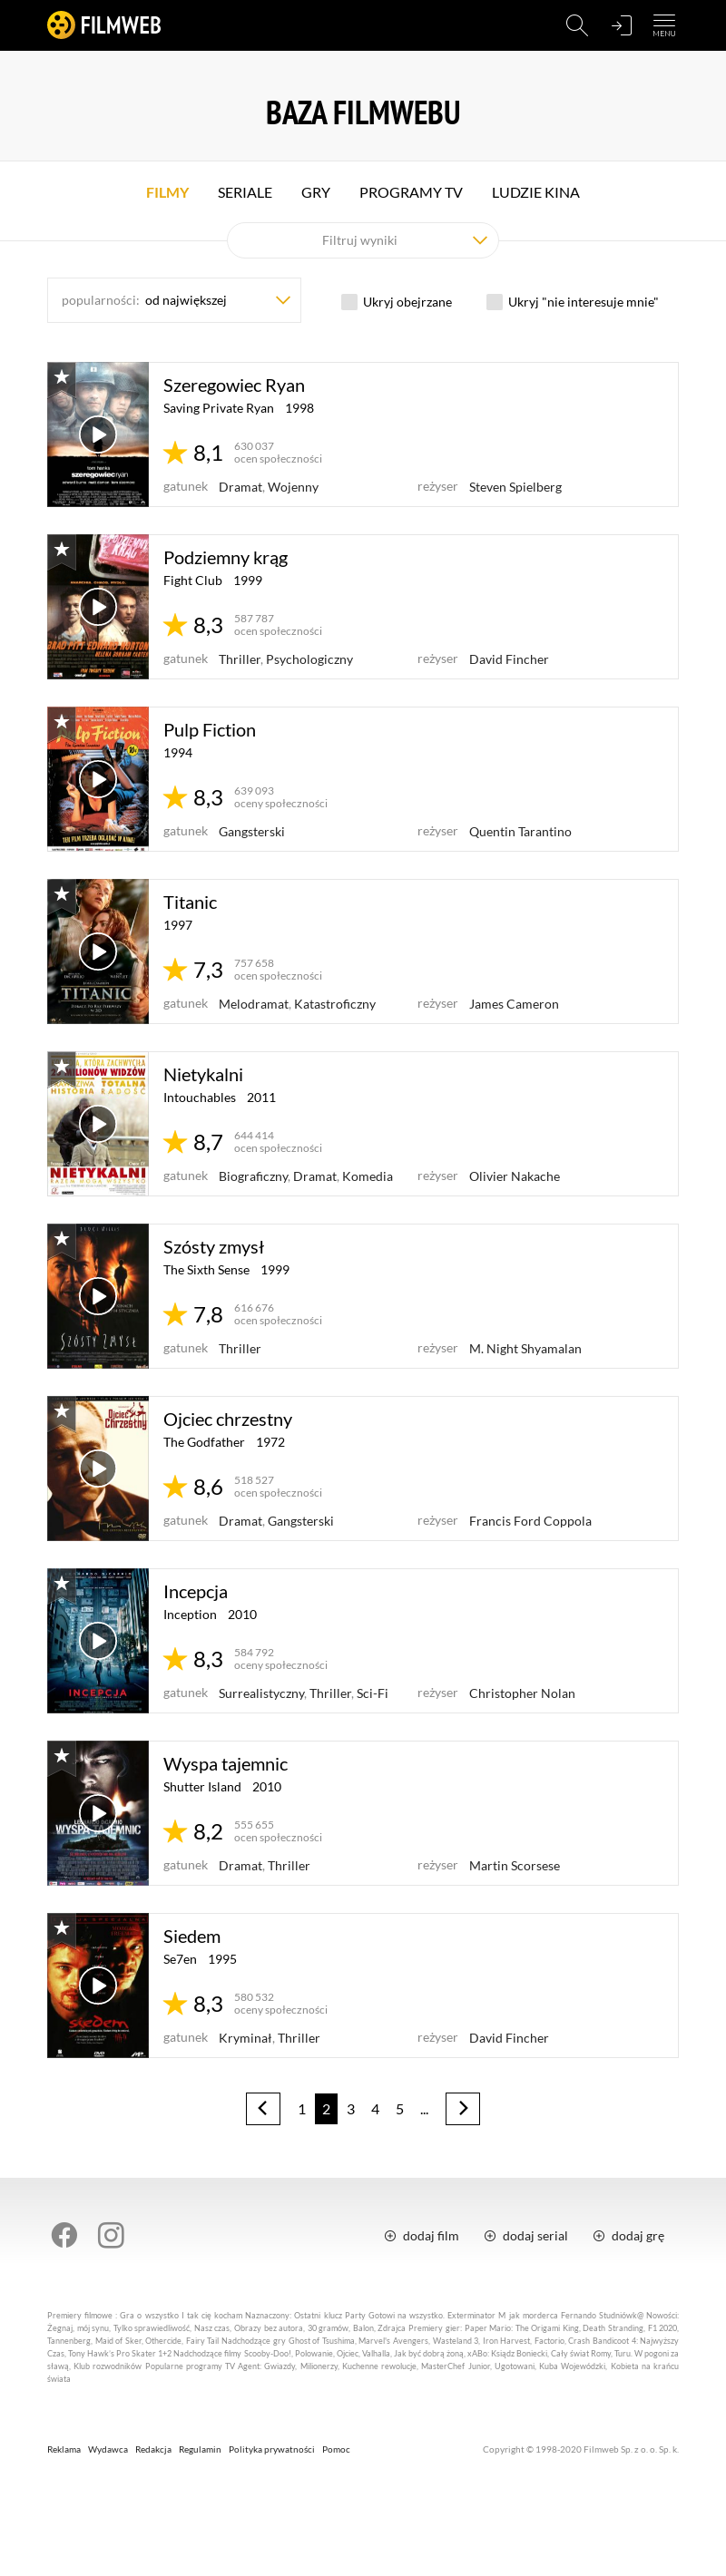 FILMWEB
MENU
BAZA FILMWEBU
FILMY SERIALE GRY PROGRAMY TV LUDZIE KINA
Filtruj wyniki
popularności: od największej Ukryj obejrzane Ukryj "nie interesuje mnie"
Szeregowiec Ryan
Saving Private Ryan 1998
8,1 630 037
ocen społeczności
gatunek Dramat, Wojenny reżyser Steven Spielberg
tom hanks
szeregowiecryan
Podziemny krąg
Fight Club 1999
8,3 587 787
ocen społeczności
gatunek Thriller, Psychologiczny reżyser David Fincher
BRAD PITT EDWARD NORTON
Pulp Fiction
1994
8,3 639 093
oceny społeczności
gatunek Gangsterski reżyser Quentin Tarantino
Titanic
1997
7,3 757 658
ocen społeczności
gatunek Melodramat, Katastroficzny reżyser James Cameron
TITANIC
Nietykalni
Intouchables 2011
8,7 644 414
ocen społeczności
gatunek Biograficzny, Dramat, Komedia reżyser Olivier Nakache
NIETYKALNI
Szósty zmysł
The Sixth Sense 1999
7,8 616 676
ocen społeczności
gatunek Thriller reżyser M. Night Shyamalan
SZÓSTY ZMYSŁ
Ojciec chrzestny
The Godfather 1972
8,6 518 527
ocen społeczności
gatunek Dramat, Gangsterski reżyser Francis Ford Coppola
Ojciec
Chrzestny
Incepcja
Inception 2010
8,3 584 792
oceny społeczności
gatunek Surrealistyczny, Thriller, Sci-Fi reżyser Christopher Nolan
INCEPCJA
Wyspa tajemnic
Shutter Island 2010
8,2 555 655
ocen społeczności
gatunek Dramat, Thriller reżyser Martin Scorsese
WYSPA TAJEMNIC
Siedem
Se7en 1995
8,3 580 532
oceny społeczności
gatunek Kryminał, Thriller reżyser David Fincher
siedem
1 2 3 4 5 ...
dodaj film dodaj serial dodaj grę
Premiery filmowe : Gra o wszystko I tak cię kocham Naznaczony: Ostatni klucz Party Gotowi na wszystko. Exterminator M jak morderca Fernando Studniówk@ Nowości:
Żegnaj, mój synu, Tylko sprawiedliwość, Nasz czas, Obrazy bez autora, 30 gramów, Balon, Zdrajca Premiery gier: Paper Mario: The Origami King, Death Stranding, F1 2020,
Tannenberg, Maid of Sker, Othercide, Fairy Tail Nadchodzące gry Ghost of Tsushima, Marvel's Avengers, Wasteland 3, Iron Harvest, Factorio, Crash Bandicoot 4: Najwyższy
Czas, Tony Hawk's Pro Skater 1+2 Nadchodzące filmy Scooby-Doo!, Polowanie, Ojciec, Valhalla, Jak być dobrą żoną, xABo: Ksiądz Boniecki, Cały świat Romy, Turu. W pogoni za
sławą, Klub rozwodników Popularne programy TV Agent: Gwiazdy, Milionerzy, Kuchenne rewolucje, MasterChef Junior, Ugotowani, Kuba Wojewódzki, Kobieta na krańcu
świata
Reklama Wydawca Redakcja Regulamin Polityka prywatności Pomoc Copyright © 1998-2020 Filmweb Sp. z o. o. Sp. k.